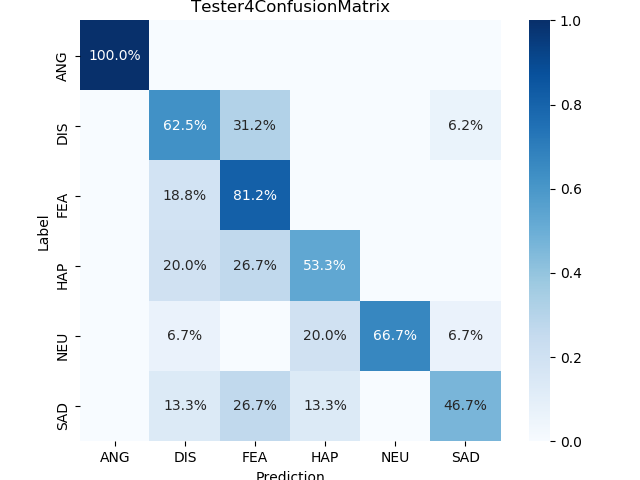 Tester4ConfusionMatrix
ANG 100.0%
DIS 62.5% 31.2% 6.2%
FEA 18.8% 81.2%
HAP 20.0% 26.7% 53.3%
NEU 6.7% 20.0% 66.7% 6.7%
SAD 13.3% 26.7% 13.3% 46.7%
ANG DIS FEA HAP NEU SAD
Prediction
Label
1.0
0.8
0.6
0.4
0.2
0.0